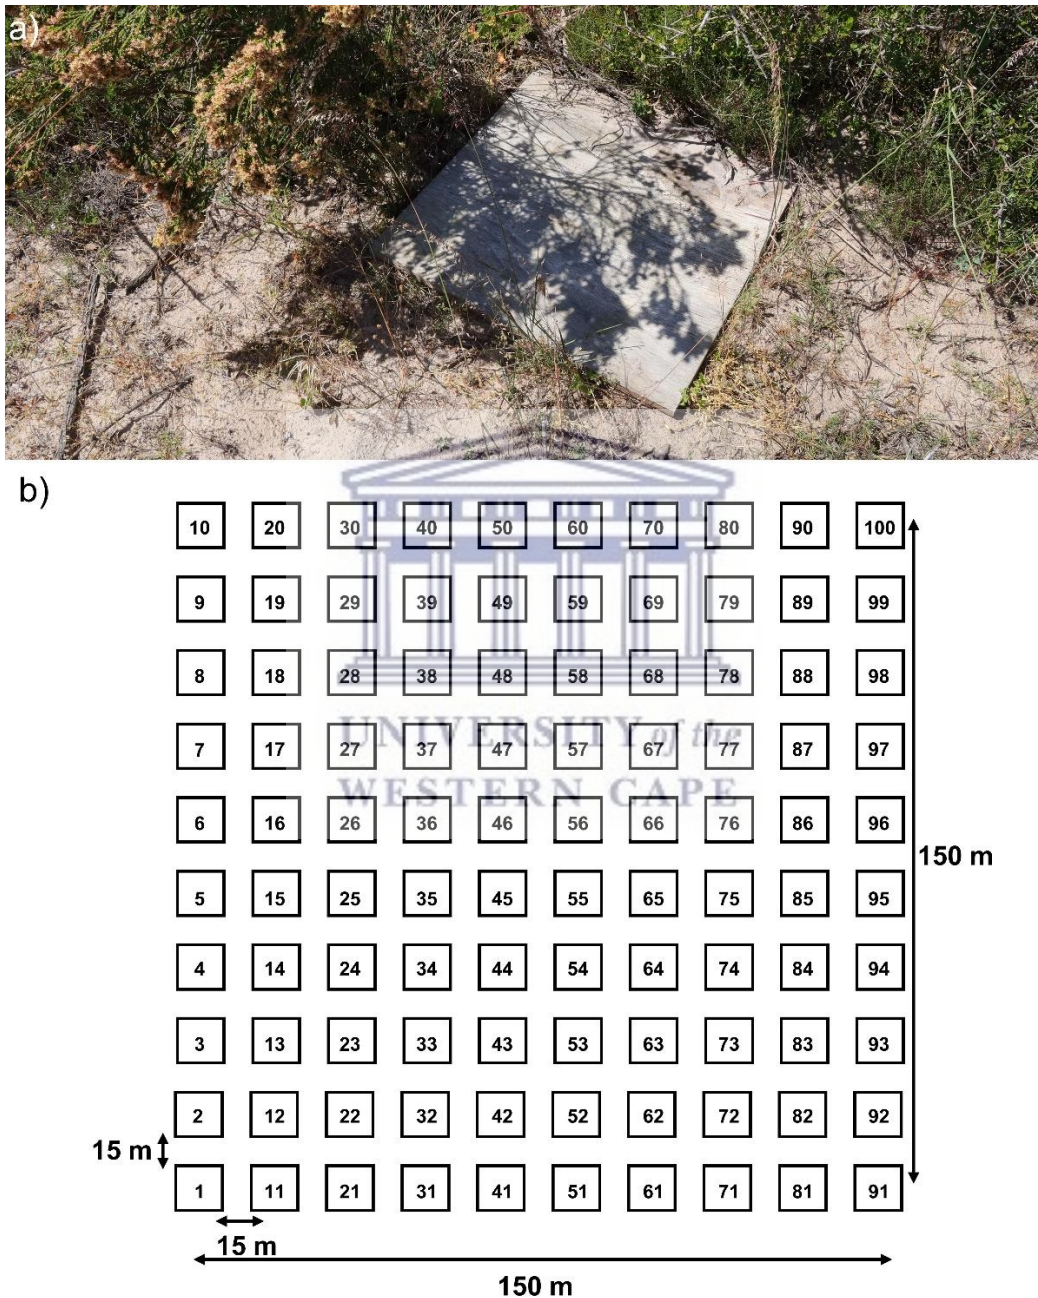 a)
b)
10 20 30 40 50 60 70 80 90 100
9 19 29 39 49 59 69 79 89 99
8 18 28 38 48 58 68 78 88 98
UNIVERSITY of the
7 17 27 37 47 57 67 77 87 97
WESTERN CAPE
6 16 26 36 46 56 66 76 86 96
150 m
5 15 25 35 45 55 65 75 85 95
4 14 24 34 44 54 64 74 84 94
3 13 23 33 43 53 63 73 83 93
2 12 22 32 42 52 62 72 82 92
15 m
1 11 21 31 41 51 61 71 81 91
15 m
150 m